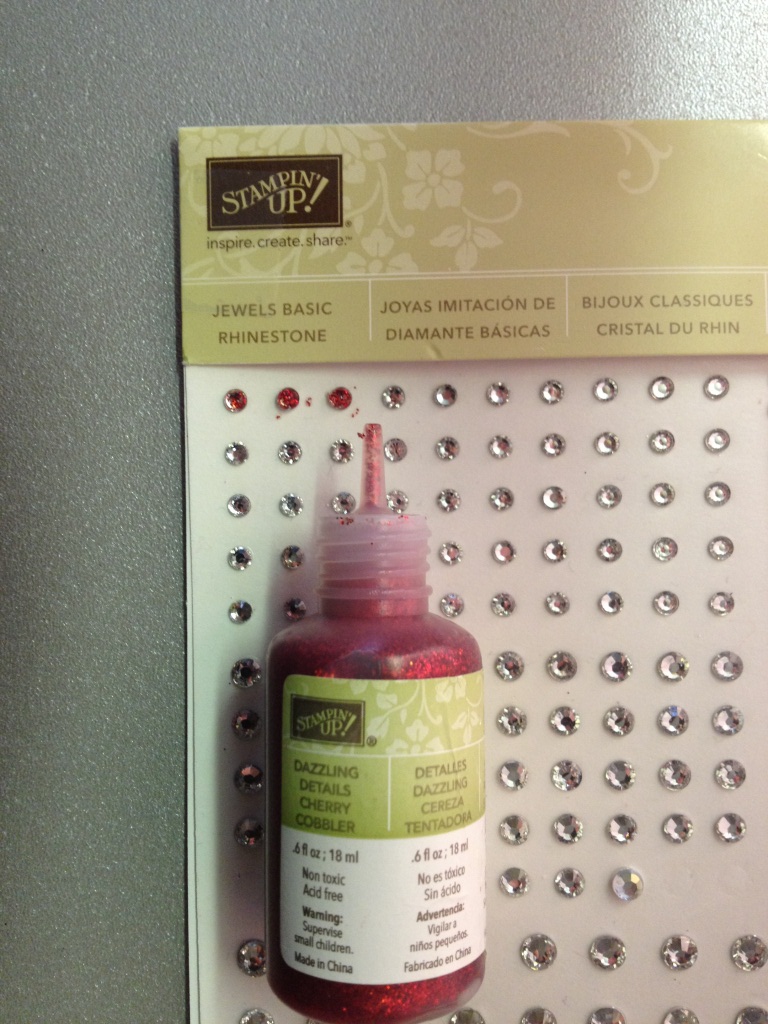 STAMPIN' UP!®
inspire.create.share.™
JEWELS BASIC
RHINESTONE
JOYAS IMITACIÓN DE
DIAMANTE BÁSICAS
BIJOUX CLASSIQUES
CRISTAL DU RHIN
STAMPIN' UP!®
DAZZLING
DETAILS
CHERRY
COBBLER
DETALLES
DAZZLING
CEREZA
TENTADORA
.6 fl oz ; 18 ml
Non toxic
Acid free
Warning:
Supervise
small children.
Made in China
.6 fl oz ; 18 ml
No es tóxico
Sin ácido
Advertencia:
Vigilar a
niños pequeños.
Fabricado en China